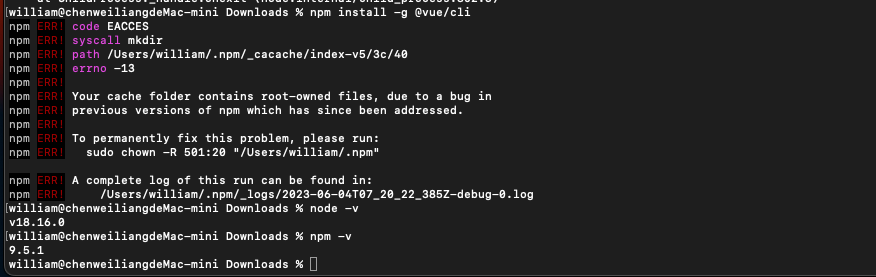 [william@chenweiliangdeMac-mini Downloads % npm install -g @vue/cli
npm ERR! code EACCES
npm ERR! syscall mkdir
npm ERR! path /Users/william/.npm/_cacache/index-v5/3c/40
npm ERR! errno -13
npm ERR!
npm ERR! Your cache folder contains root-owned files, due to a bug in
npm ERR! previous versions of npm which has since been addressed.
npm ERR!
npm ERR! To permanently fix this problem, please run:
npm ERR!   sudo chown -R 501:20 "/Users/william/.npm"

npm ERR! A complete log of this run can be found in:
npm ERR!     /Users/william/.npm/_logs/2023-06-04T07_20_22_385Z-debug-0.log
[william@chenweiliangdeMac-mini Downloads % node -v
v18.16.0
[william@chenweiliangdeMac-mini Downloads % npm -v
9.5.1
william@chenweiliangdeMac-mini Downloads %